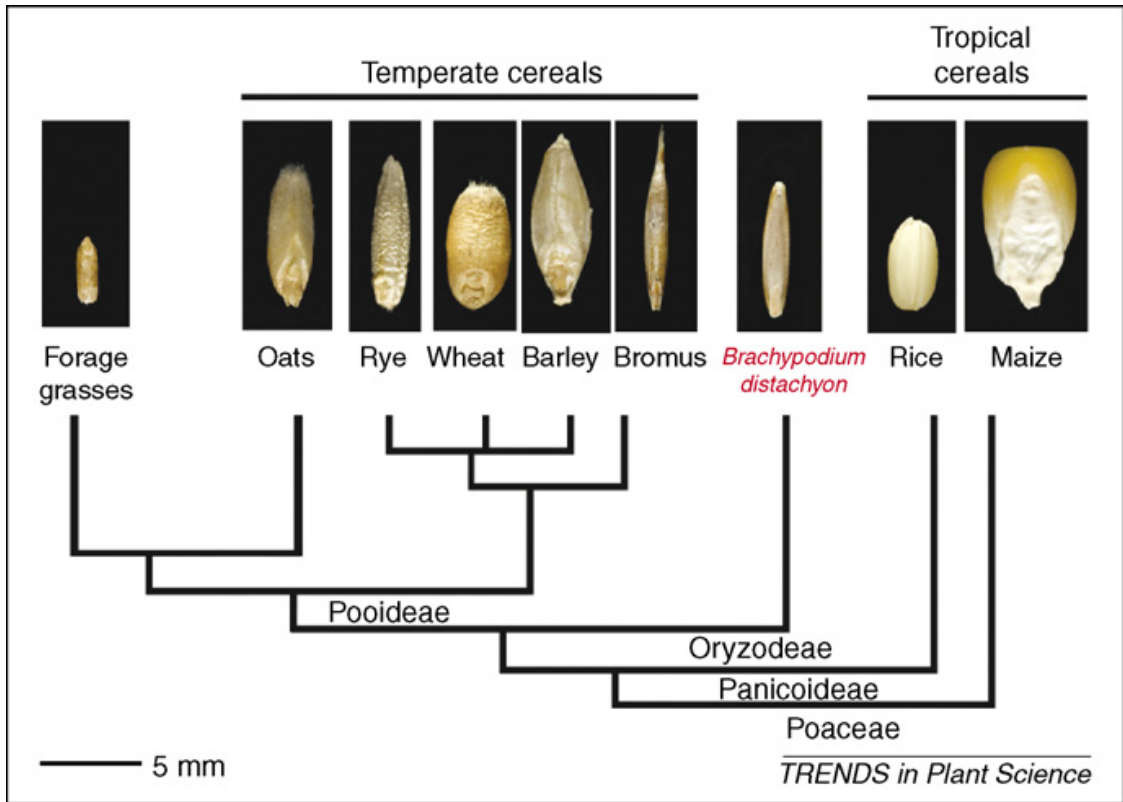 Temperate cereals
Tropical
cereals
Forage
grasses
Oats
Rye
Wheat
Barley
Bromus
Brachypodium
distachyon
Rice
Maize
Pooideae
Oryzodeae
Panicoideae
Poaceae
5 mm
TRENDS in Plant Science